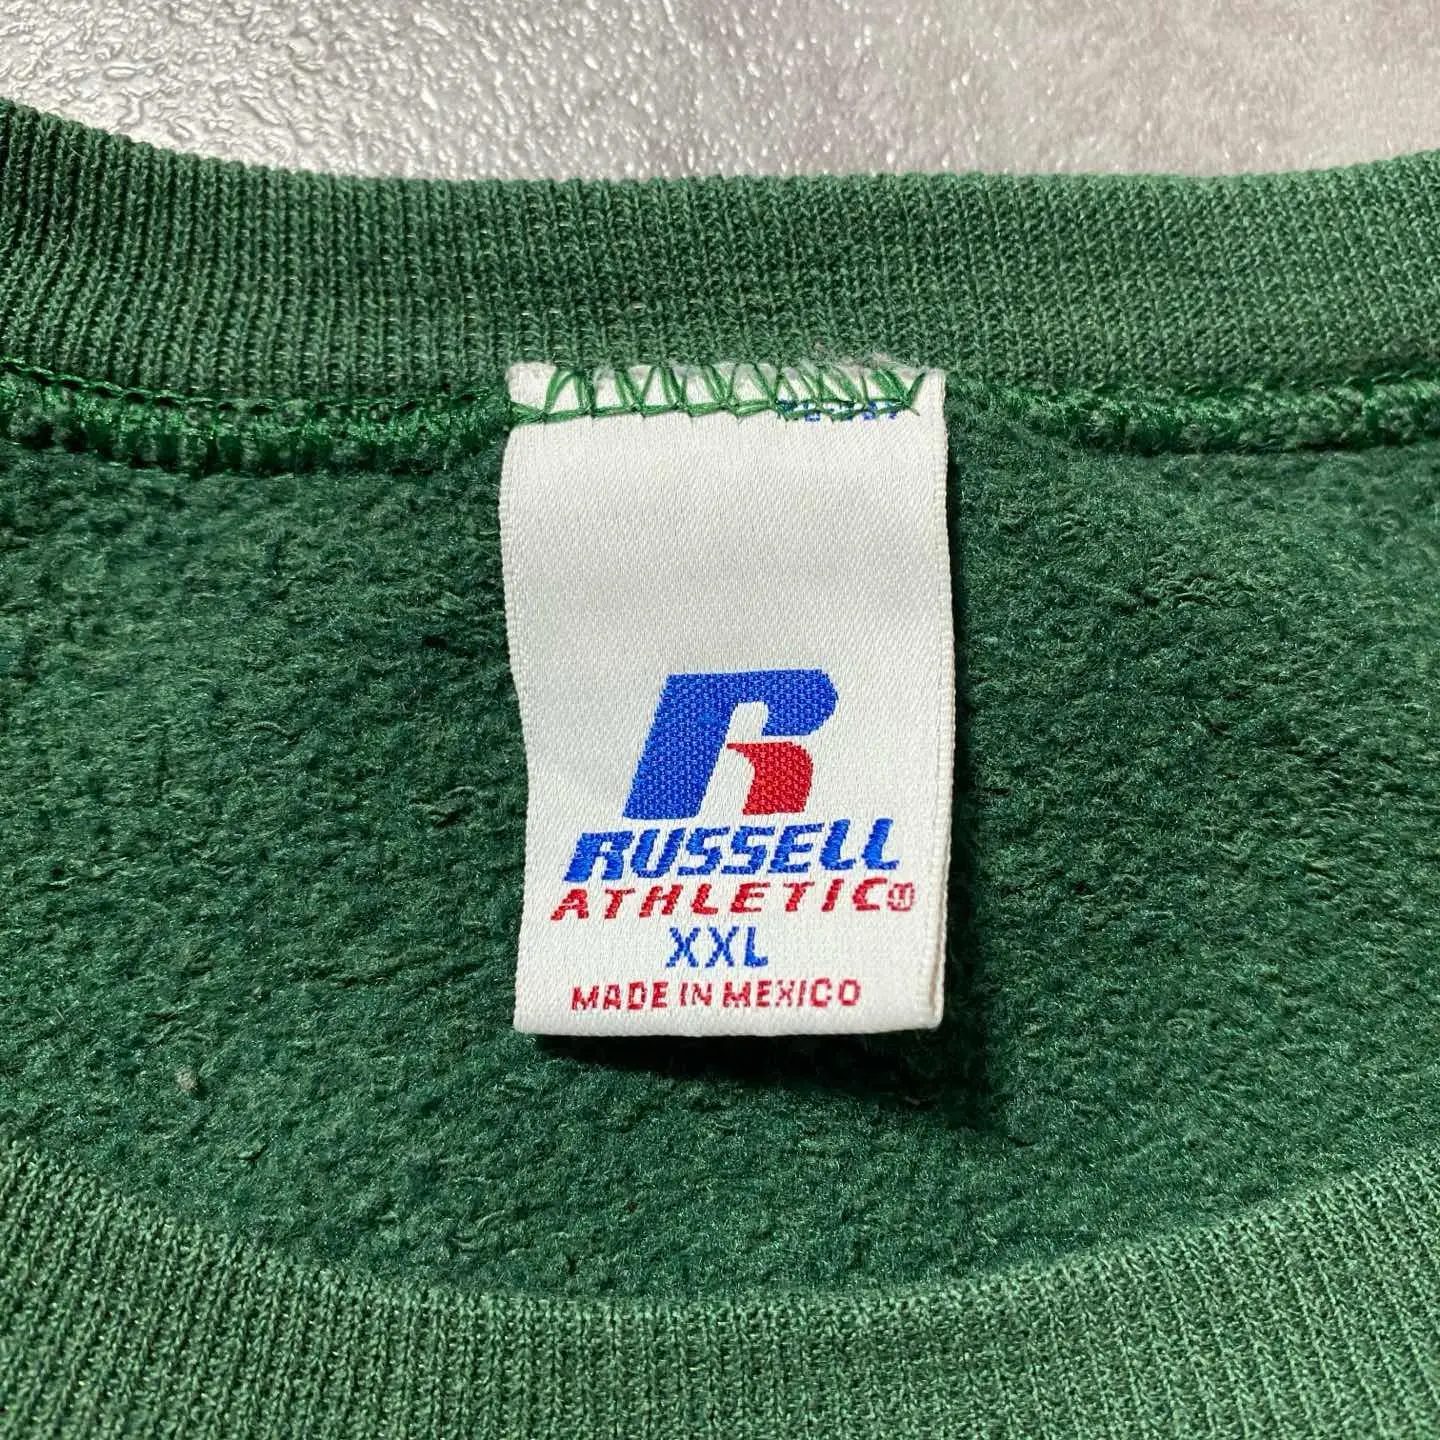 RUSSELL
ATHLETIC®
XXL
MADE IN MEXICO